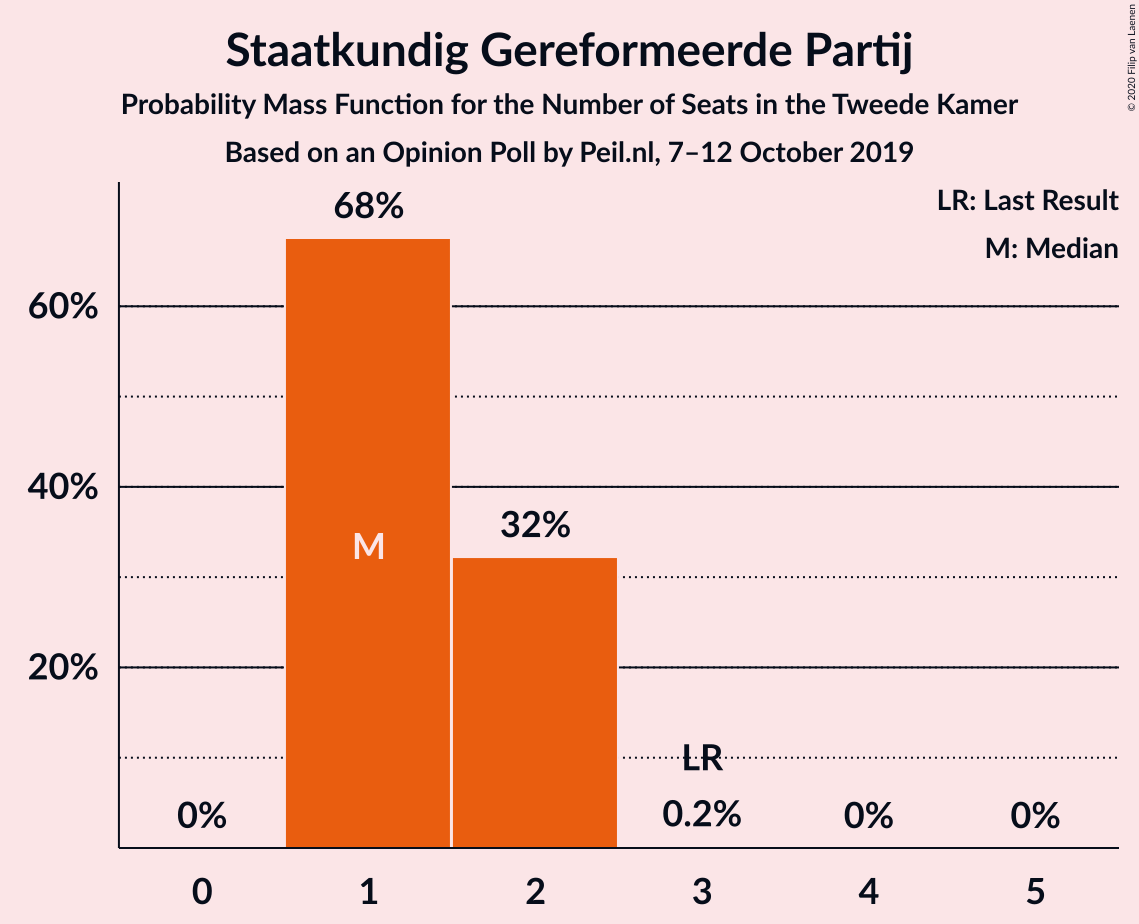 Staatkundig Gereformeerde Partij
Probability Mass Function for the Number of Seats in the Tweede Kamer
Based on an Opinion Poll by Peil.nl, 7–12 October 2019
© 2020 Filip van Laenen
LR: Last Result
M: Median
68%
60%
40%
32%
M
20%
LR
0%
0.2%
0%
0%
0
1
2
3
4
5